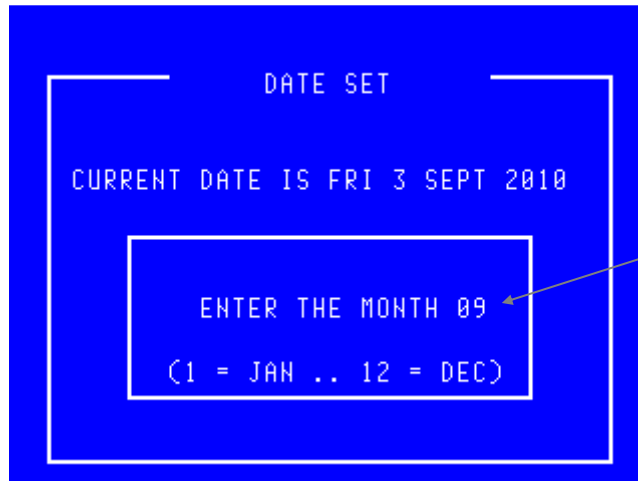 DATE SET
CURRENT DATE IS FRI 3 SEPT 2010
ENTER THE MONTH 09
(1 = JAN .. 12 = DEC)